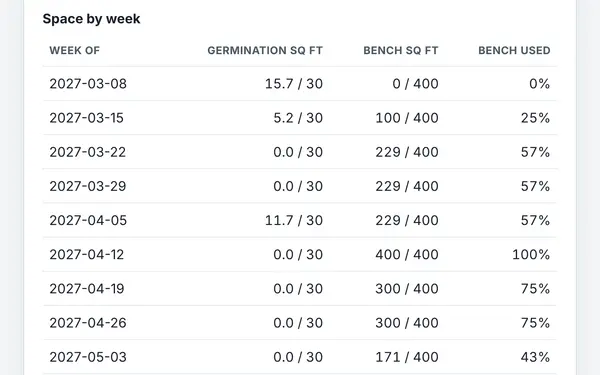 Space by week
WEEK OF GERMINATION SQ FT BENCH SQ FT BENCH USED
2027-03-08 15.7 / 30 0 / 400 0%
2027-03-15 5.2 / 30 100 / 400 25%
2027-03-22 0.0 / 30 229 / 400 57%
2027-03-29 0.0 / 30 229 / 400 57%
2027-04-05 11.7 / 30 229 / 400 57%
2027-04-12 0.0 / 30 400 / 400 100%
2027-04-19 0.0 / 30 300 / 400 75%
2027-04-26 0.0 / 30 300 / 400 75%
2027-05-03 0.0 / 30 171 / 400 43%